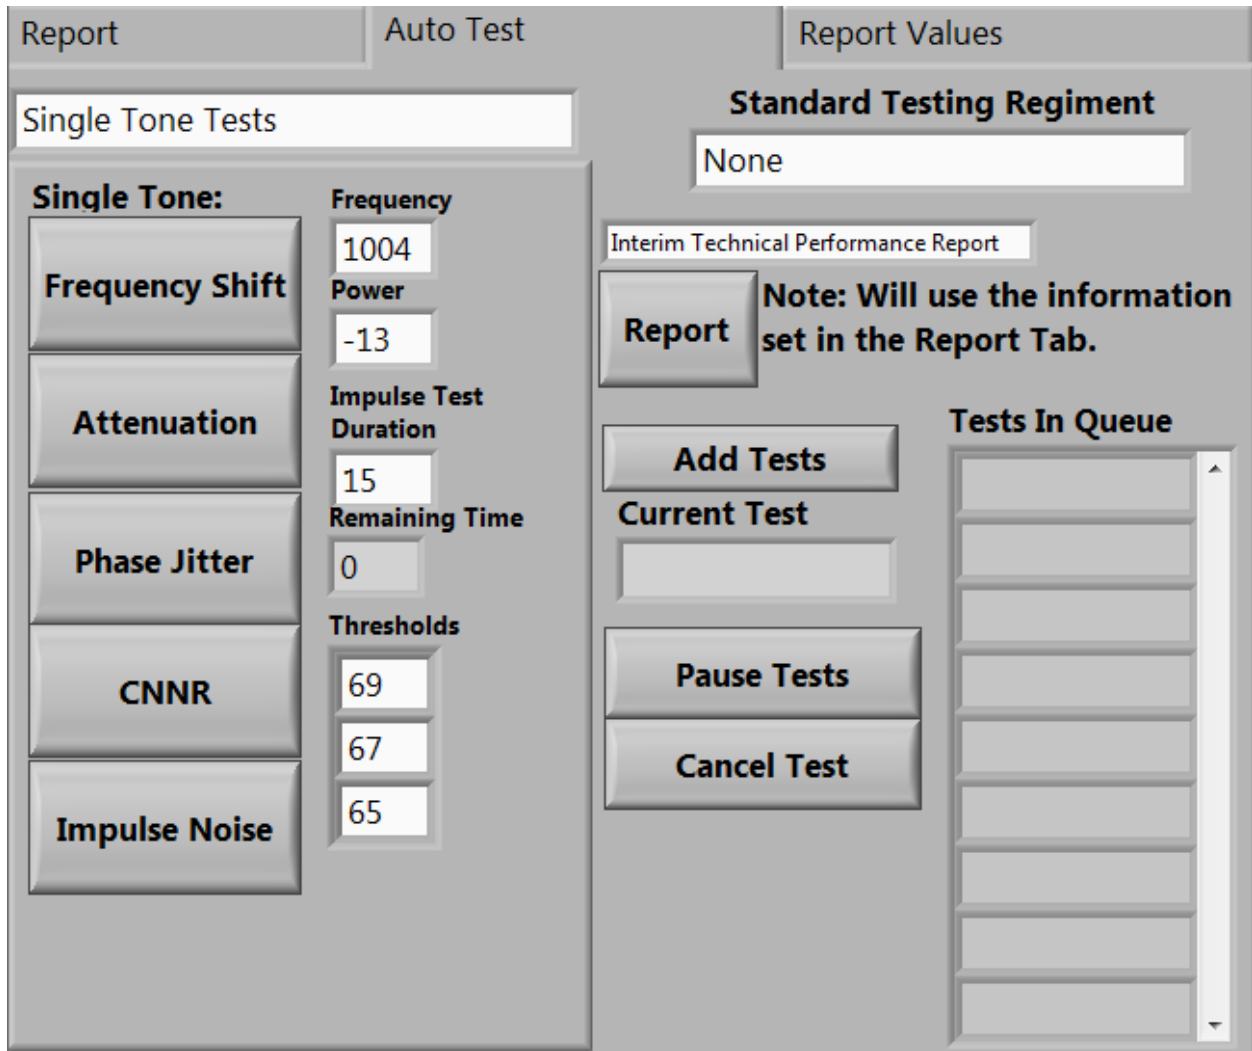 Report
Auto Test
Report Values
Single Tone Tests
Standard Testing Regiment
None
Single Tone:
Frequency Shift
Attenuation
Phase Jitter
CNNR
Impulse Noise
Frequency
1004
Power
-13
Impulse Test
Duration
15
Remaining Time
0
Thresholds
69
67
65
Interim Technical Performance Report
Report
Note: Will use the information
set in the Report Tab.
Add Tests
Current Test
Pause Tests
Cancel Test
Tests In Queue